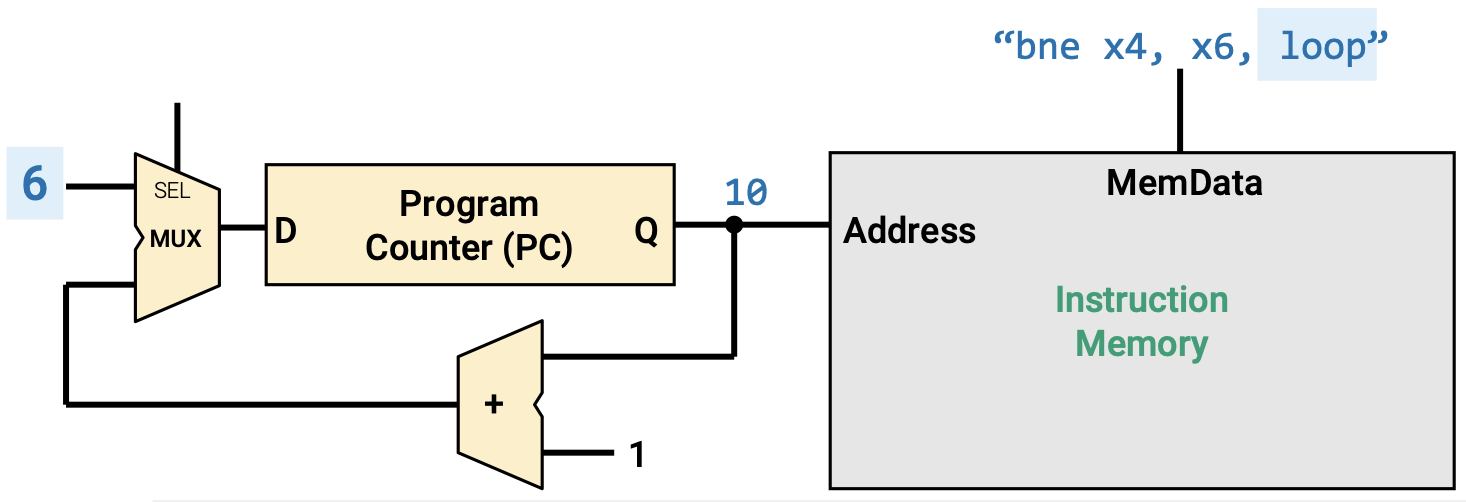 “bne x4, x6, loop”
6
SEL
MUX
D
Program
Counter (PC)
Q
10
MemData
Address
Instruction
Memory
+
1